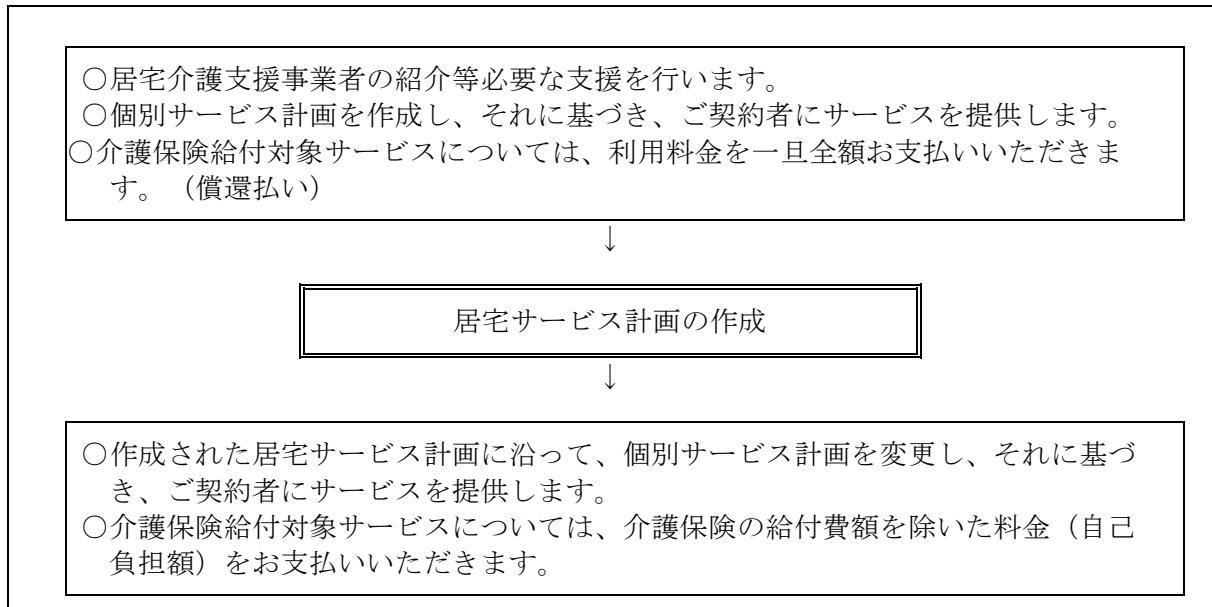 ○居宅介護支援事業者の紹介等必要な支援を行います。
○個別サービス計画を作成し、それに基づき、ご契約者にサービスを提供します。
○介護保険給付対象サービスについては、利用料金を一旦全額お支払いいただきま
す。（償還払い）
↓
居宅サービス計画の作成
↓
○作成された居宅サービス計画に沿って、個別サービス計画を変更し、それに基づ
き、ご契約者にサービスを提供します。
○介護保険給付対象サービスについては、介護保険の給付費額を除いた料金（自己
負担額）をお支払いいただきます。